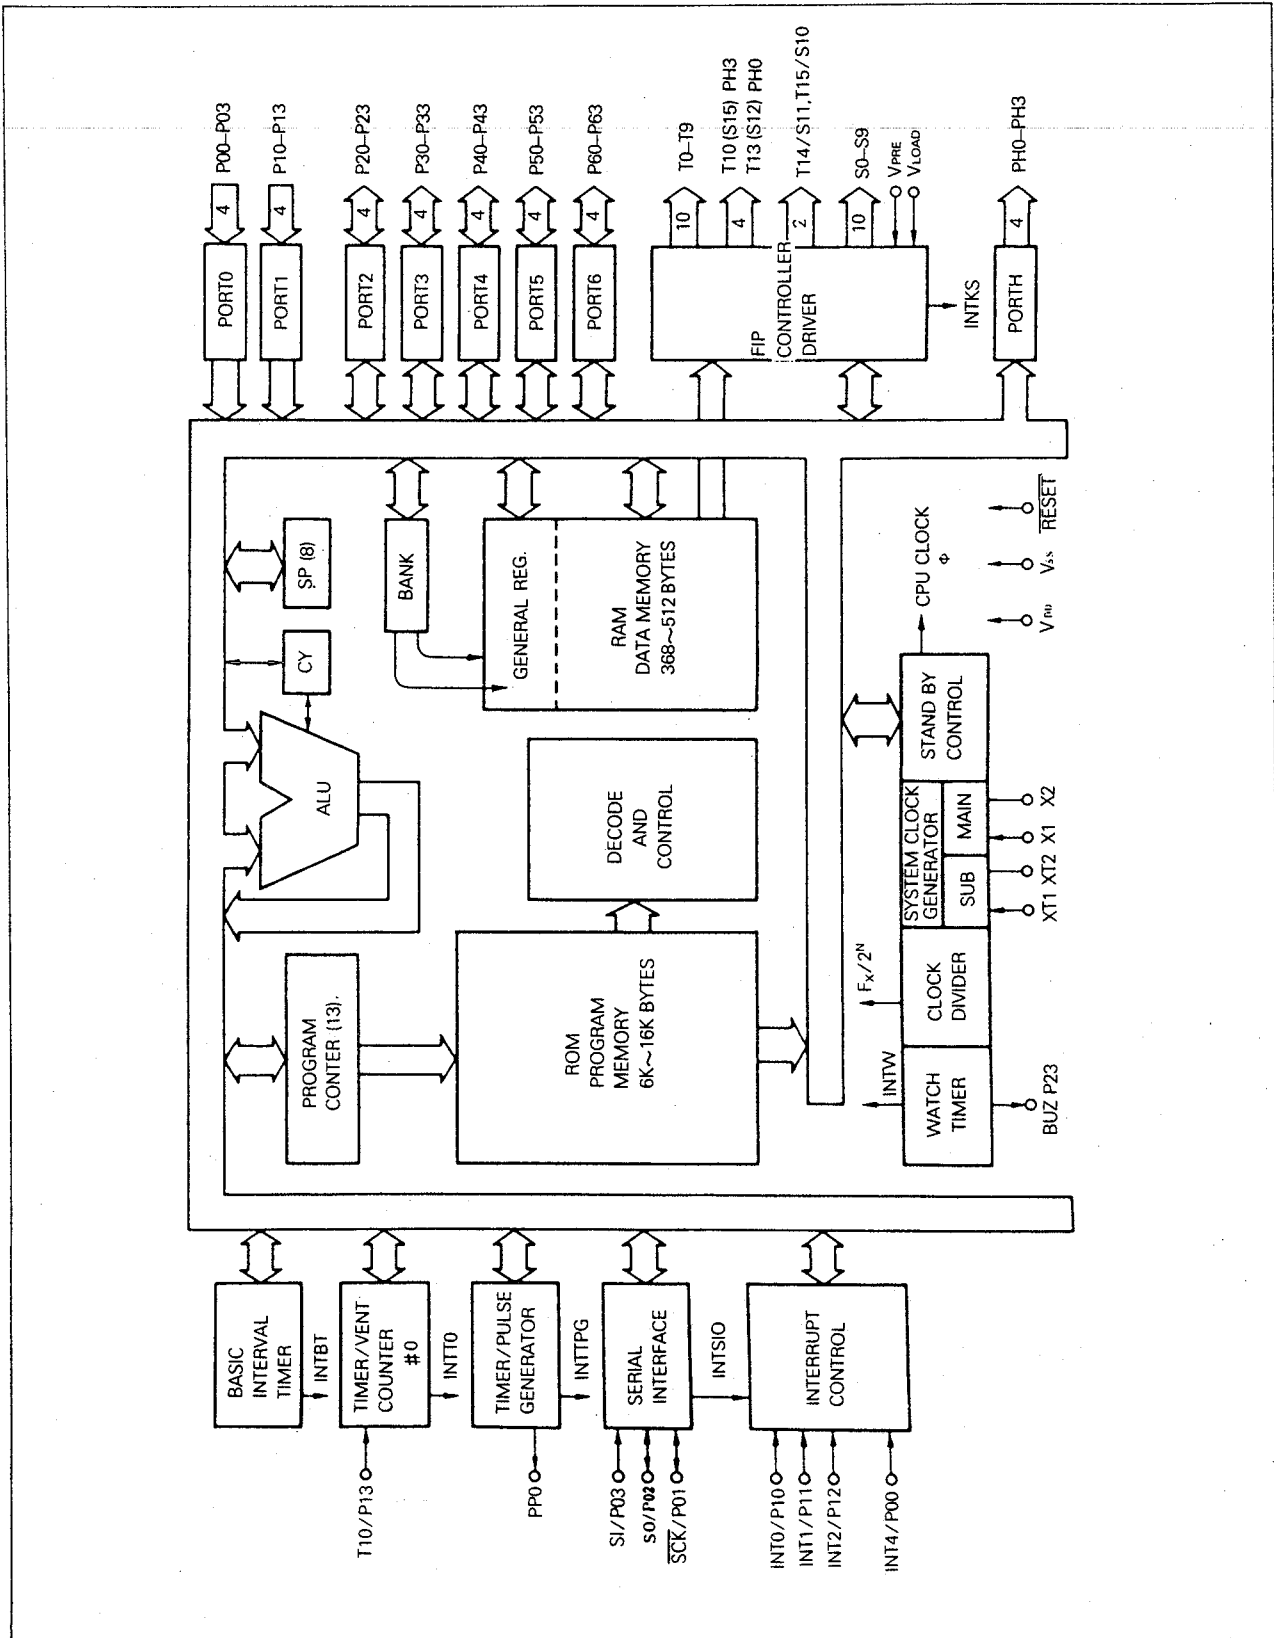 BASIC
INTERVAL
TIMER
INTBT
T10/P13
TIMER/VENT
COUNTER
#0
INTT0
PPO
TIMER/PULSE
GENERATOR
INTTPG
SI/P03
SO/P02
SCK/P01
SERIAL
INTERFACE
INTSIO
INT0/P10
INT1/P11
INT2/P12
INT4/P00
INTERRUPT
CONTROL
PROGRAM
CONTER (13)
ALU
CY
SP (8)
ROM
PROGRAM
MEMORY
6K~16K BYTES
DECODE
AND
CONTROL
BANK
GENERAL REG.
RAM
DATA MEMORY
368~512 BYTES
INTW
WATCH
TIMER
BUZ P23
FX/2N
CLOCK
DIVIDER
SYSTEM CLOCK
GENERATOR
SUB
MAIN
XT1 XT2 X1 X2
STAND BY
CONTROL
CPU CLOCK
Φ
VDD
VSS
RESET
PORT0
4
P00–P03
PORT1
4
P10–P13
PORT2
4
P20–P23
PORT3
4
P30–P33
PORT4
4
P40–P43
PORT5
4
P50–P53
PORT6
4
P60–P63
FIP
CONTROLLER
DRIVER
10
T0–T9
4
T10 (S15) PH3
T13 (S12) PH0
2
T14/S11, T15/S10
10
S0–S9
VPRE
VLOAD
INTKS
PORTH
4
PH0–PH3